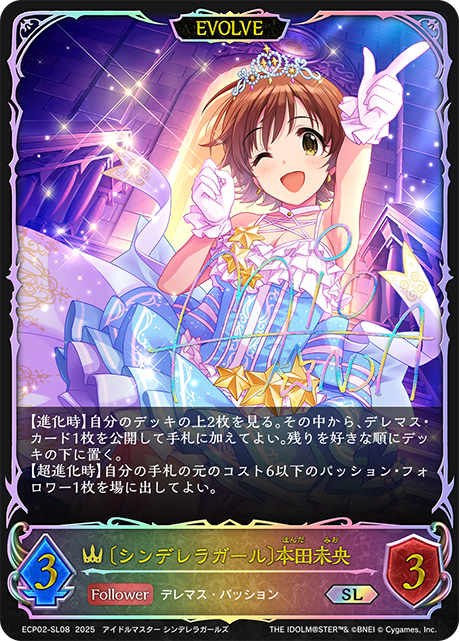 EVOLVE
【進化時】自分のデッキの上2枚を見る。その中から、デレマス・
カード1枚を公開して手札に加えてよい。残りを好きな順にデッ
キの下に置く。
【超進化時】自分の手札の元のコスト6以下のパッション・フォ
ロワー1枚を場に出してよい。
ほんだ みお
［シンデレラガール］本田未央
3
3
Follower デレマス・パッション
SL
ECP02-SL08 2025 アイドルマスター シンデレラガールズ THE IDOLM@STER™& ©BNEI © Cygames, Inc.